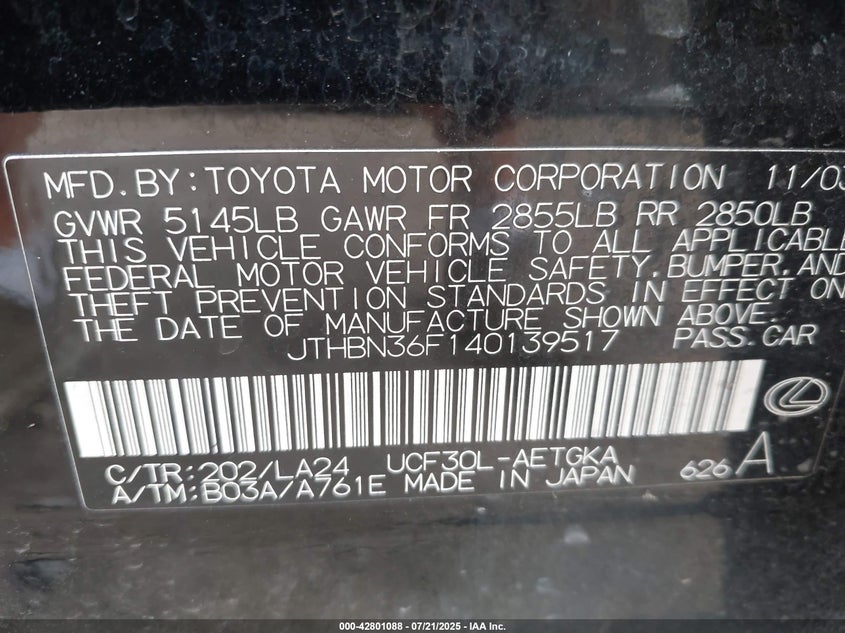 MFD. BY: TOYOTA MOTOR CORPORATION 11/03
GVWR 5145LB GAWR FR 2855LB RR 2850LB
THIS VEHICLE CONFORMS TO ALL APPLICABLE
FEDERAL MOTOR VEHICLE SAFETY, BUMPER, AND
THEFT PREVENTION STANDARDS IN EFFECT ON
THE DATE OF MANUFACTURE SHOWN ABOVE.
JTHBN36F140139517 PASS. CAR
C/TR: 202/LA24 UCF30L-AETGKA 626 A
A/TM: B03A/A761E MADE IN JAPAN
000-42801088 - 07/21/2025 - IAA Inc.